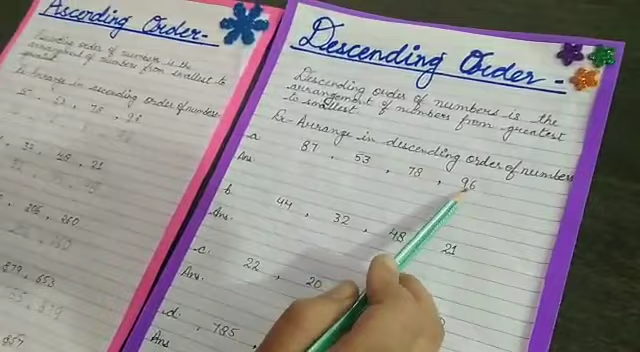 Ascending Order-
Ascending order of numbers is the
arrangement of numbers from smallest to
greatest.
Arrange in ascending order of numbers
53 , 78 , 96
32 , 48 , 21
206 , 260
879 , 653
857
Descending Order-
Descending order of numbers is the
arrangement of numbers from greatest
to smallest.
Q:- Arrange in descending order of numbers
a. 87 , 53 , 78 , 96
Ans.
b. 44 , 32 , 48 21
Ans.
c. 22 , 20
Ans.
d. 785 ,
Ans